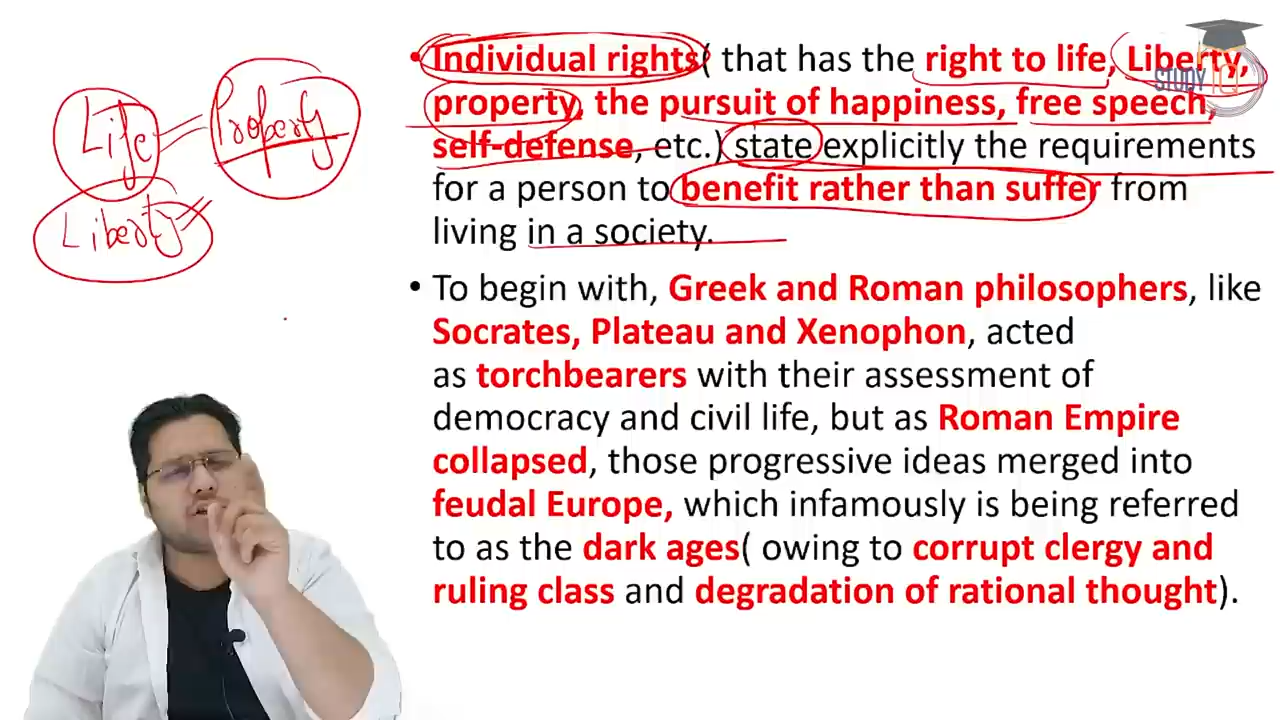 Life = Property
Liberty =
STUDY IQ
• Individual rights( that has the right to life, Liberty,
property, the pursuit of happiness, free speech,
self-defense, etc.) state explicitly the requirements
for a person to benefit rather than suffer from
living in a society.
• To begin with, Greek and Roman philosophers, like
Socrates, Plateau and Xenophon, acted
as torchbearers with their assessment of
democracy and civil life, but as Roman Empire
collapsed, those progressive ideas merged into
feudal Europe, which infamously is being referred
to as the dark ages( owing to corrupt clergy and
ruling class and degradation of rational thought).